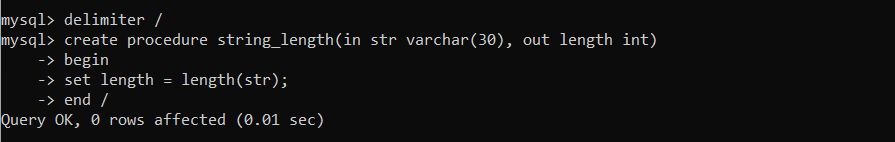 mysql> delimiter /
mysql> create procedure string_length(in str varchar(30), out length int)
    -> begin
    -> set length = length(str);
    -> end /
Query OK, 0 rows affected (0.01 sec)